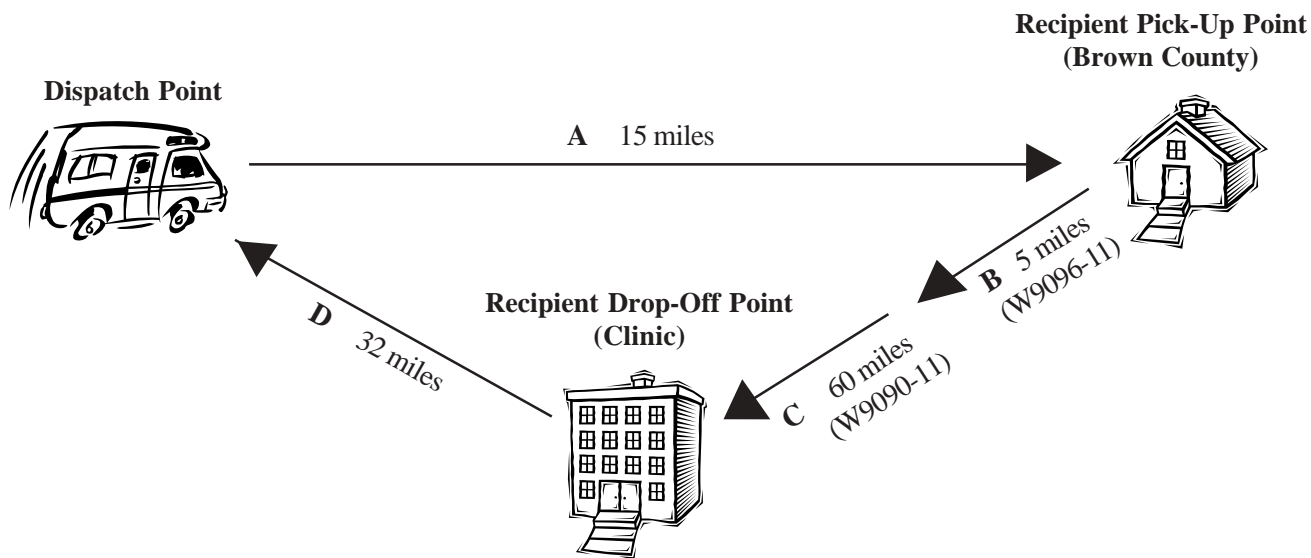 Recipient Pick-Up Point
(Brown County)
Dispatch Point
A 15 miles
B 5 miles
(W9096-11)
Recipient Drop-Off Point
(Clinic)
C 60 miles
(W9090-11)
D 32 miles